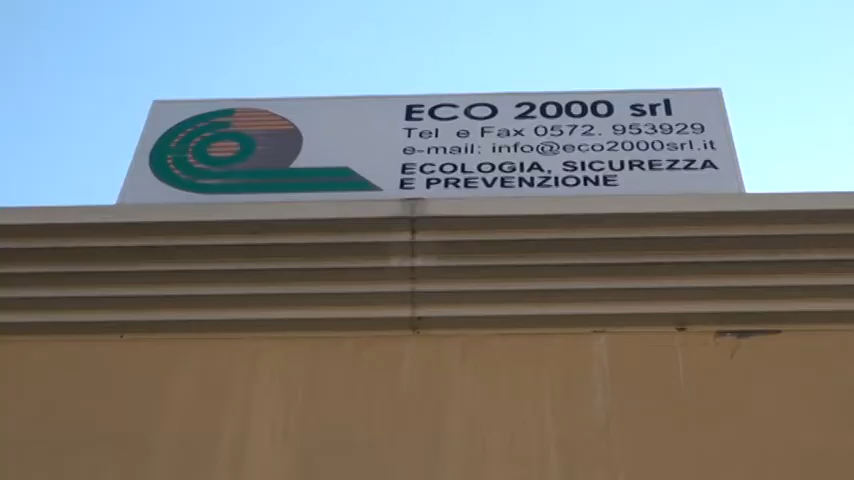 ECO 2000 srl
Tel e Fax 0572. 953929
e-mail: info@eco2000srl.it
ECOLOGIA, SICUREZZA
E PREVENZIONE